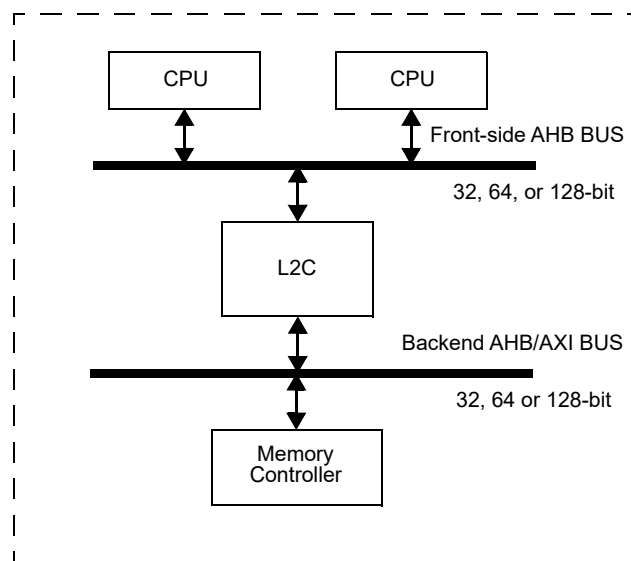 CPU
CPU
Front-side AHB BUS
32, 64, or 128-bit
L2C
Backend AHB/AXI BUS
32, 64 or 128-bit
Memory
Controller